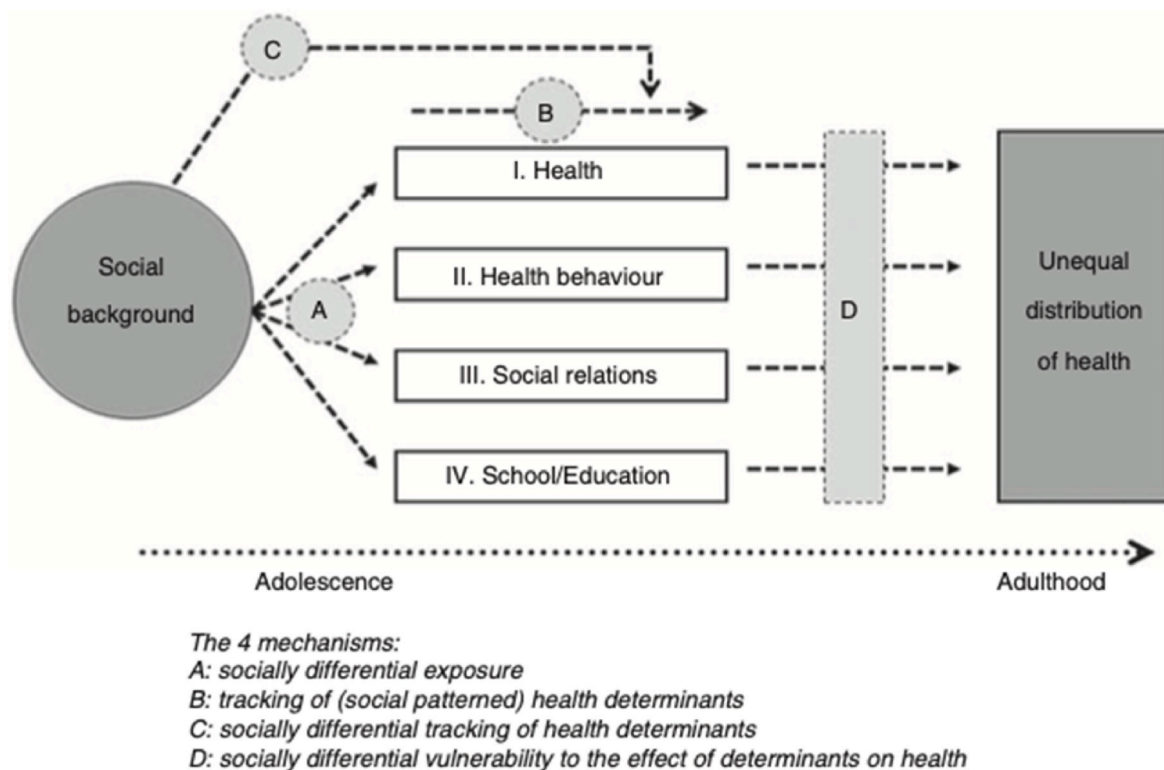 C
B
I. Health
Social
background
II. Health behaviour
A
III. Social relations
IV. School/Education
D
Unequal
distribution
of health
Adolescence
Adulthood
The 4 mechanisms:
A: socially differential exposure
B: tracking of (social patterned) health determinants
C: socially differential tracking of health determinants
D: socially differential vulnerability to the effect of determinants on health